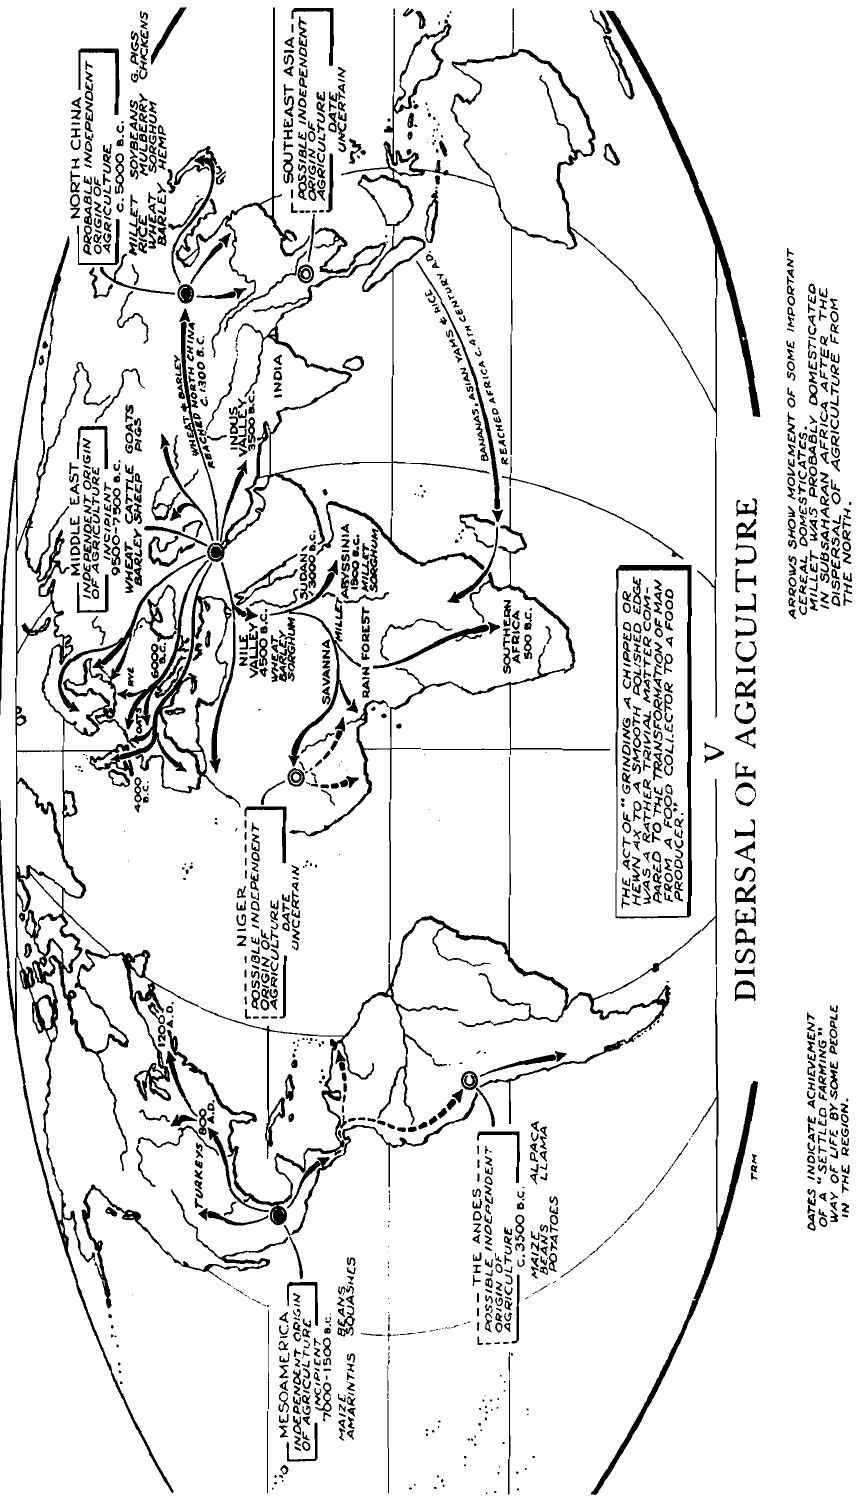 NORTH CHINA
PROBABLE INDEPENDENT
ORIGIN OF
AGRICULTURE
c. 5000 B.C.
MILLET SOYBEANS G. PIGS
RICE MULBERRY CHICKENS
WHEAT SORGHUM
BARLEY HEMP
SOUTHEAST ASIA
POSSIBLE INDEPENDENT
ORIGIN OF
AGRICULTURE
DATE
UNCERTAIN
MIDDLE EAST
INDEPENDENT ORIGIN
OF AGRICULTURE
INCIPIENT
9500-7500 B.C.
WHEAT CATTLE GOATS
BARLEY SHEEP PIGS
WHEAT & BARLEY
REACHED NORTH CHINA
c. 1300 B.C.
INDUS
VALLEY
3500 B.C.
INDIA
BANANAS, ASIAN YAMS & RICE
REACHED AFRICA C. 4TH CENTURY A.D.
RYE
OATS
6000
B.C.
4000
B.C.
NILE
VALLEY
4500 B.C.
WHEAT
BARLEY
SORGHUM
SUDAN
3000 B.C.
ABYSSINIA
1500 B.C.
MILLET
SORGHUM
MILLET
SAVANNA
RAIN FOREST
SOUTHERN
AFRICA
500 B.C.
NIGER
POSSIBLE INDEPENDENT
ORIGIN OF
AGRICULTURE
DATE
UNCERTAIN
1200
A.D.
800
A.D.
TURKEYS
MESOAMERICA
INDEPENDENT ORIGIN
OF AGRICULTURE
INCIPIENT
7000-1500 B.C.
MAIZE BEANS
AMARINTHS SQUASHES
THE ANDES
POSSIBLE INDEPENDENT
ORIGIN OF
AGRICULTURE
c. 3500 B.C.
MAIZE ALPACA
BEANS LLAMA
POTATOES
THE ACT OF "GRINDING A CHIPPED OR
HEWN AX TO A SMOOTH POLISHED EDGE
WAS A RATHER TRIVIAL MATTER COM-
PARED TO THE TRANSFORMATION OF MAN
FROM A FOOD COLLECTOR TO A FOOD
PRODUCER."
V
DISPERSAL OF AGRICULTURE
TRM
DATES INDICATE ACHIEVEMENT
OF A "SETTLED FARMING"
WAY OF LIFE BY SOME PEOPLE
IN THE REGION.
ARROWS SHOW MOVEMENT OF SOME IMPORTANT
CEREAL DOMESTICATES.
MILLET WAS PROBABLY DOMESTICATED
IN SUBSAHARAN AFRICA AFTER THE
DISPERSAL OF AGRICULTURE FROM
THE NORTH.